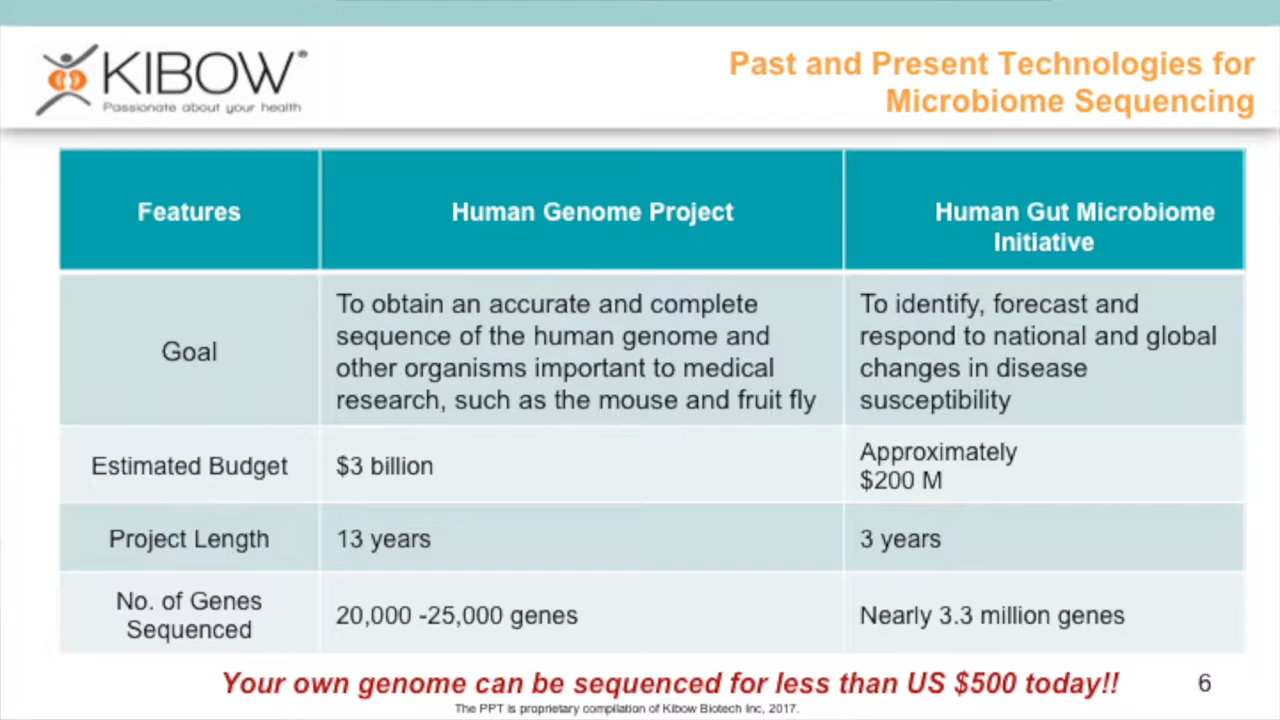 KIBOW®
Passionate about your health
Past and Present Technologies for
Microbiome Sequencing
Features
Human Genome Project
Human Gut Microbiome
Initiative
Goal
To obtain an accurate and complete
sequence of the human genome and
other organisms important to medical
research, such as the mouse and fruit fly
To identify, forecast and
respond to national and global
changes in disease
susceptibility
Estimated Budget
$3 billion
Approximately
$200 M
Project Length
13 years
3 years
No. of Genes
Sequenced
20,000 -25,000 genes
Nearly 3.3 million genes
Your own genome can be sequenced for less than US $500 today!!
6
The PPT is proprietary compilation of Kibow Biotech Inc, 2017.